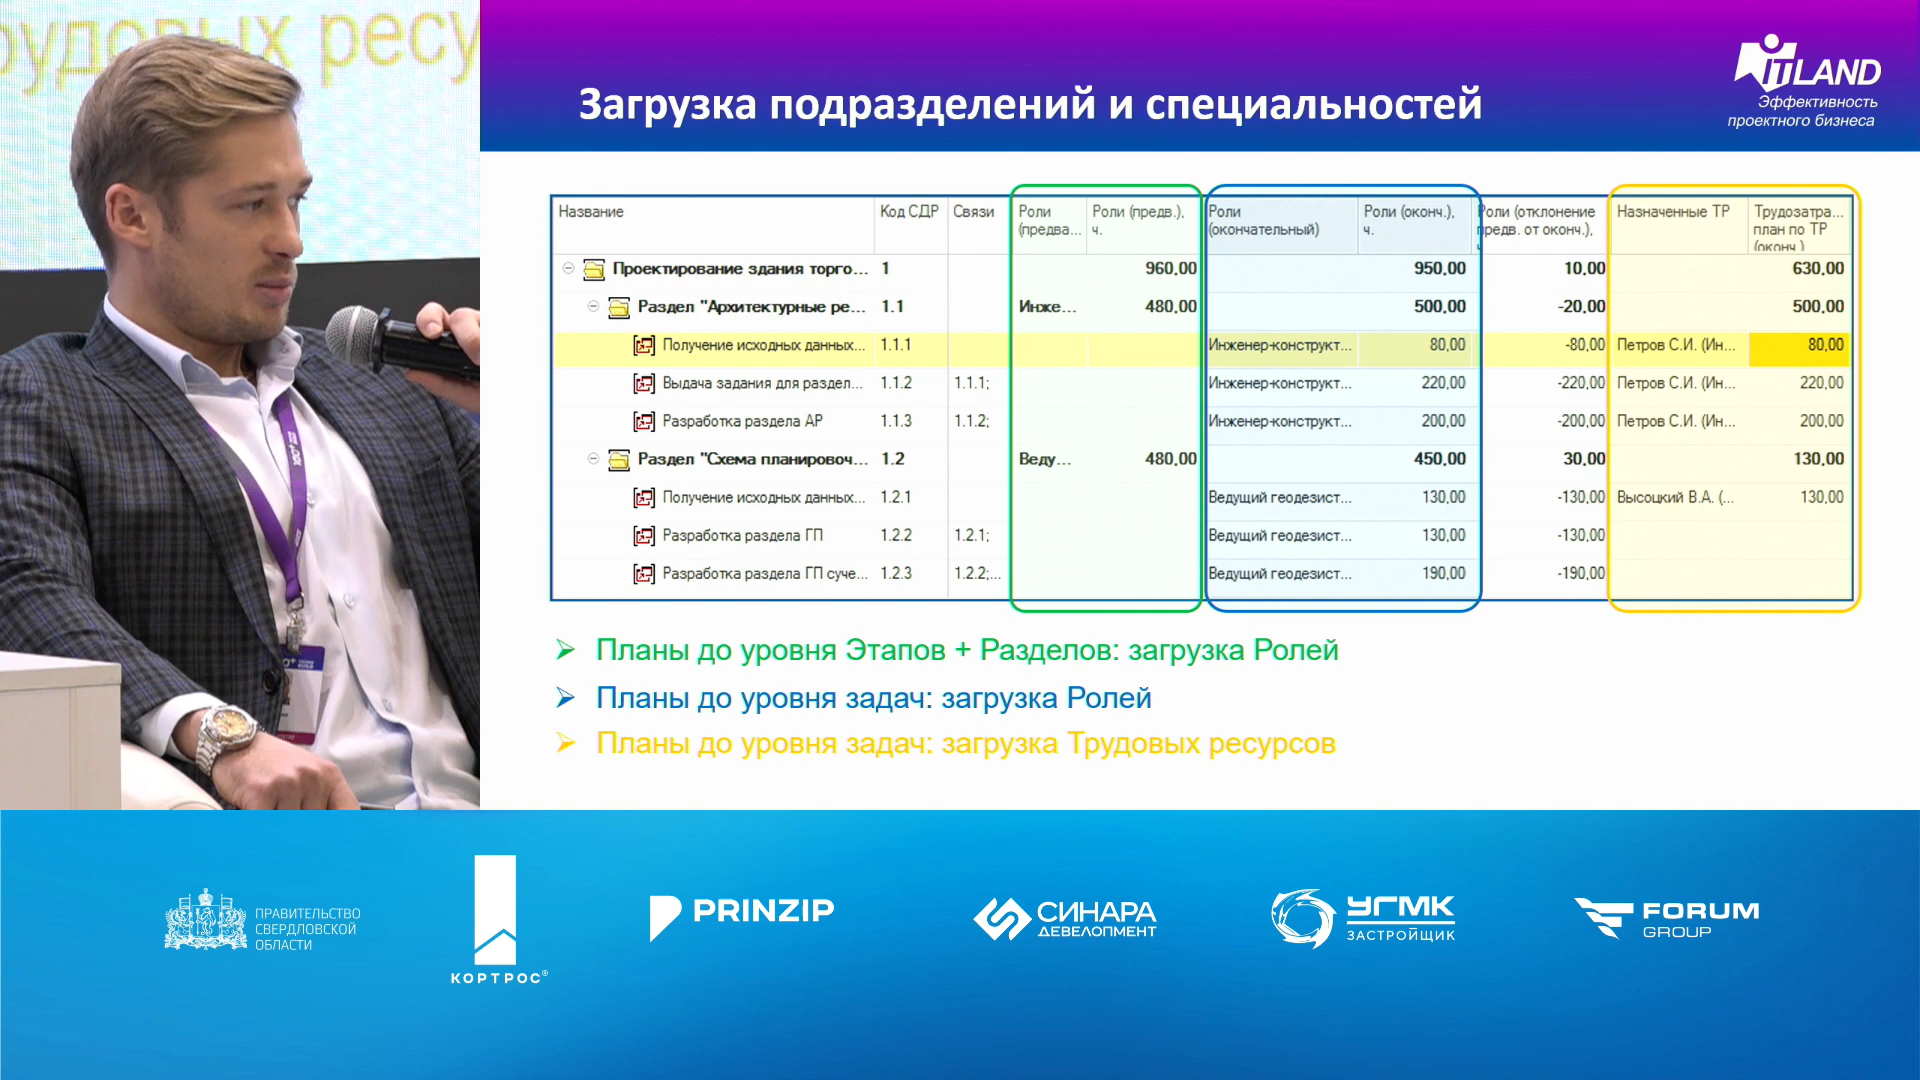 рудовых ресу
Загрузка подразделений и специальностей
ITLAND
Эффективность
проектного бизнеса
Название Код СДР Связи Роли (предва... Роли (предв.), ч. Роли (окончательный) Роли (оконч.), ч. Роли (отклонение предв. от оконч.), ч Назначенные ТР Трудозатра... план по ТР (оконч.)
Проектирование здания торго... 1 960,00 950,00 10,00 630,00
Раздел "Архитектурные ре... 1.1 Инже... 480,00 500,00 -20,00 500,00
Получение исходных данных... 1.1.1 Инженер-конструкт... 80,00 -80,00 Петров С.И. (Ин... 80,00
Выдача задания для раздел... 1.1.2 1.1.1; Инженер-конструкт... 220,00 -220,00 Петров С.И. (Ин... 220,00
Разработка раздела АР 1.1.3 1.1.2; Инженер-конструкт... 200,00 -200,00 Петров С.И. (Ин... 200,00
Раздел "Схема планировоч... 1.2 Веду... 480,00 450,00 30,00 130,00
Получение исходных данных... 1.2.1 Ведущий геодезист... 130,00 -130,00 Высоцкий В.А. (... 130,00
Разработка раздела ГП 1.2.2 1.2.1; Ведущий геодезист... 130,00 -130,00
Разработка раздела ГП суче... 1.2.3 1.2.2;... Ведущий геодезист... 190,00 -190,00
Планы до уровня Этапов + Разделов: загрузка Ролей
Планы до уровня задач: загрузка Ролей
Планы до уровня задач: загрузка Трудовых ресурсов
ПРАВИТЕЛЬСТВО
СВЕРДЛОВСКОЙ
ОБЛАСТИ
КОРТРОС®
PRINZIP
СИНАРА
ДЕВЕЛОПМЕНТ
УГМК
ЗАСТРОЙЩИК
FORUM
GROUP